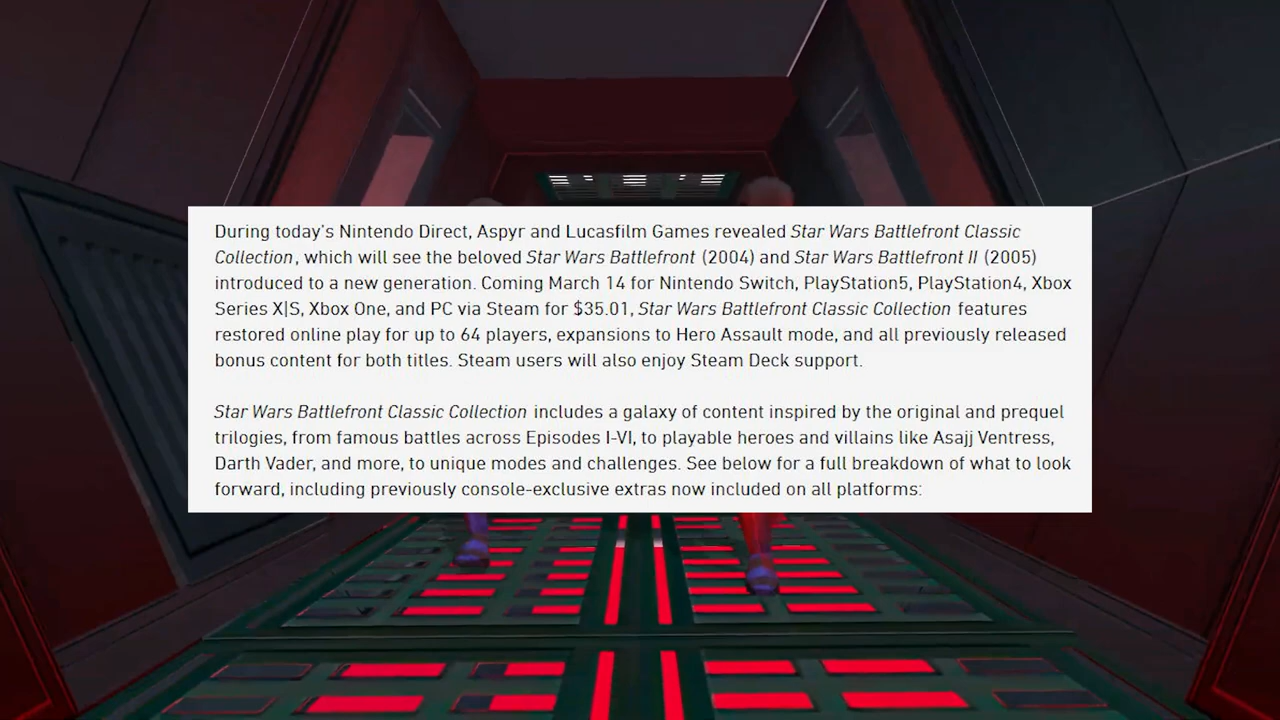 During today's Nintendo Direct, Aspyr and Lucasfilm Games revealed Star Wars Battlefront Classic
Collection, which will see the beloved Star Wars Battlefront (2004) and Star Wars Battlefront II (2005)
introduced to a new generation. Coming March 14 for Nintendo Switch, PlayStation5, PlayStation4, Xbox
Series X|S, Xbox One, and PC via Steam for $35.01, Star Wars Battlefront Classic Collection features
restored online play for up to 64 players, expansions to Hero Assault mode, and all previously released
bonus content for both titles. Steam users will also enjoy Steam Deck support.
Star Wars Battlefront Classic Collection includes a galaxy of content inspired by the original and prequel
trilogies, from famous battles across Episodes I-VI, to playable heroes and villains like Asajj Ventress,
Darth Vader, and more, to unique modes and challenges. See below for a full breakdown of what to look
forward, including previously console-exclusive extras now included on all platforms: